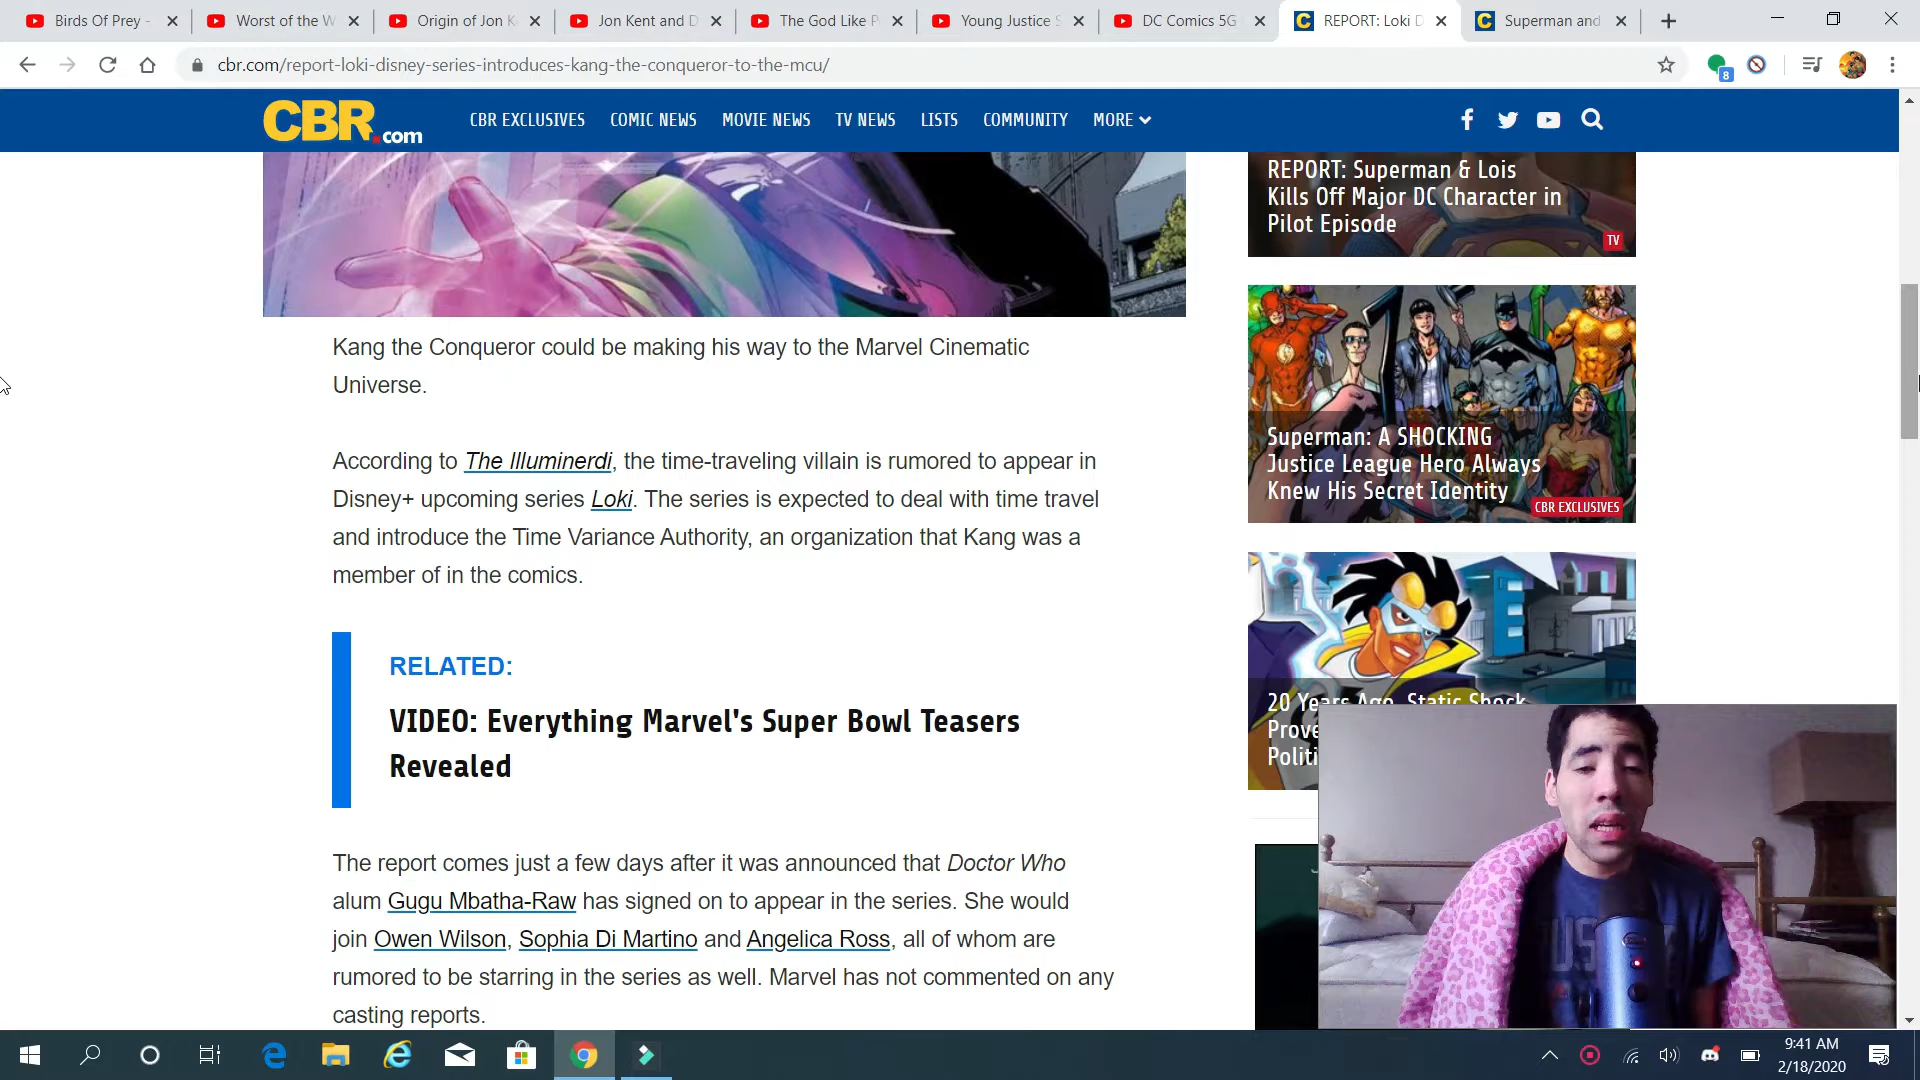 Birds Of Prey -
Worst of the W
Origin of Jon K
Jon Kent and D
The God Like P
Young Justice S
DC Comics 5G
REPORT: Loki D
Superman and
cbr.com/report-loki-disney-series-introduces-kang-the-conqueror-to-the-mcu/
8
CBR.com
CBR EXCLUSIVES
COMIC NEWS
MOVIE NEWS
TV NEWS
LISTS
COMMUNITY
MORE
REPORT: Superman & Lois
Kills Off Major DC Character in
Pilot Episode
TV
Kang the Conqueror could be making his way to the Marvel Cinematic
Universe.
According to The Illuminerdi, the time-traveling villain is rumored to appear in
Disney+ upcoming series Loki. The series is expected to deal with time travel
and introduce the Time Variance Authority, an organization that Kang was a
member of in the comics.
Superman: A SHOCKING
Justice League Hero Always
Knew His Secret Identity
CBR EXCLUSIVES
RELATED:
VIDEO: Everything Marvel's Super Bowl Teasers
Revealed
20 Years Ago, Static Shock
Prove
Politi
The report comes just a few days after it was announced that Doctor Who
alum Gugu Mbatha-Raw has signed on to appear in the series. She would
join Owen Wilson, Sophia Di Martino and Angelica Ross, all of whom are
rumored to be starring in the series as well. Marvel has not commented on any
casting reports.
9:41 AM
2/18/2020